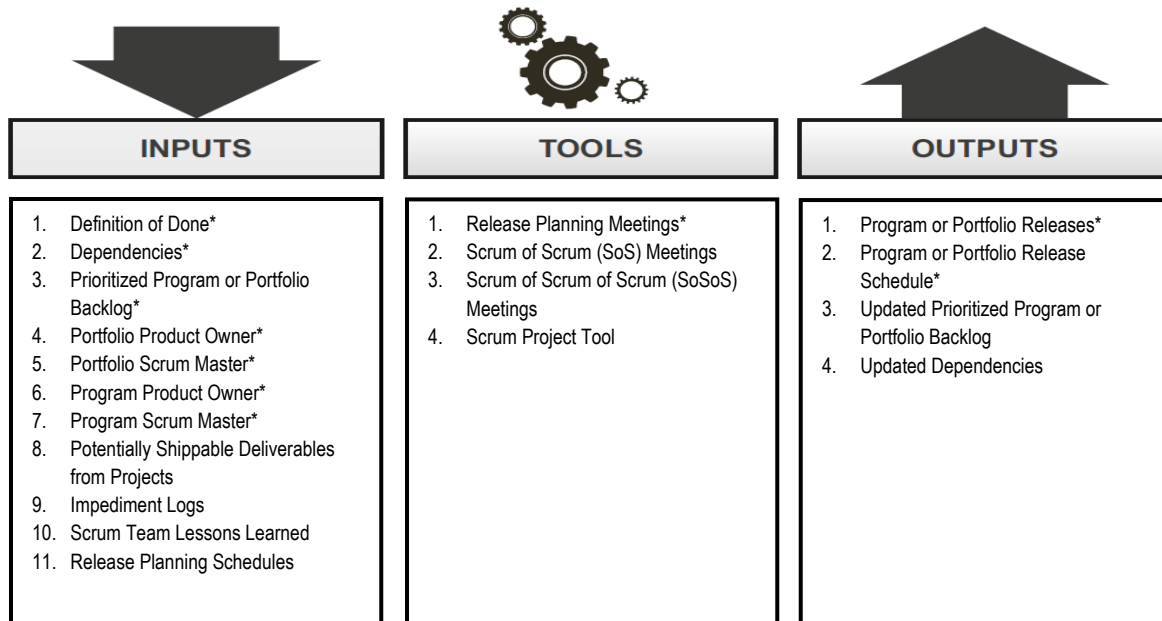 INPUTS
TOOLS
OUTPUTS
1. Definition of Done*
2. Dependencies*
3. Prioritized Program or Portfolio
Backlog*
4. Portfolio Product Owner*
5. Portfolio Scrum Master*
6. Program Product Owner*
7. Program Scrum Master*
8. Potentially Shippable Deliverables
from Projects
9. Impediment Logs
10. Scrum Team Lessons Learned
11. Release Planning Schedules
1. Release Planning Meetings*
2. Scrum of Scrum (SoS) Meetings
3. Scrum of Scrum of Scrum (SoSoS)
Meetings
4. Scrum Project Tool
1. Program or Portfolio Releases*
2. Program or Portfolio Release
Schedule*
3. Updated Prioritized Program or
Portfolio Backlog
4. Updated Dependencies